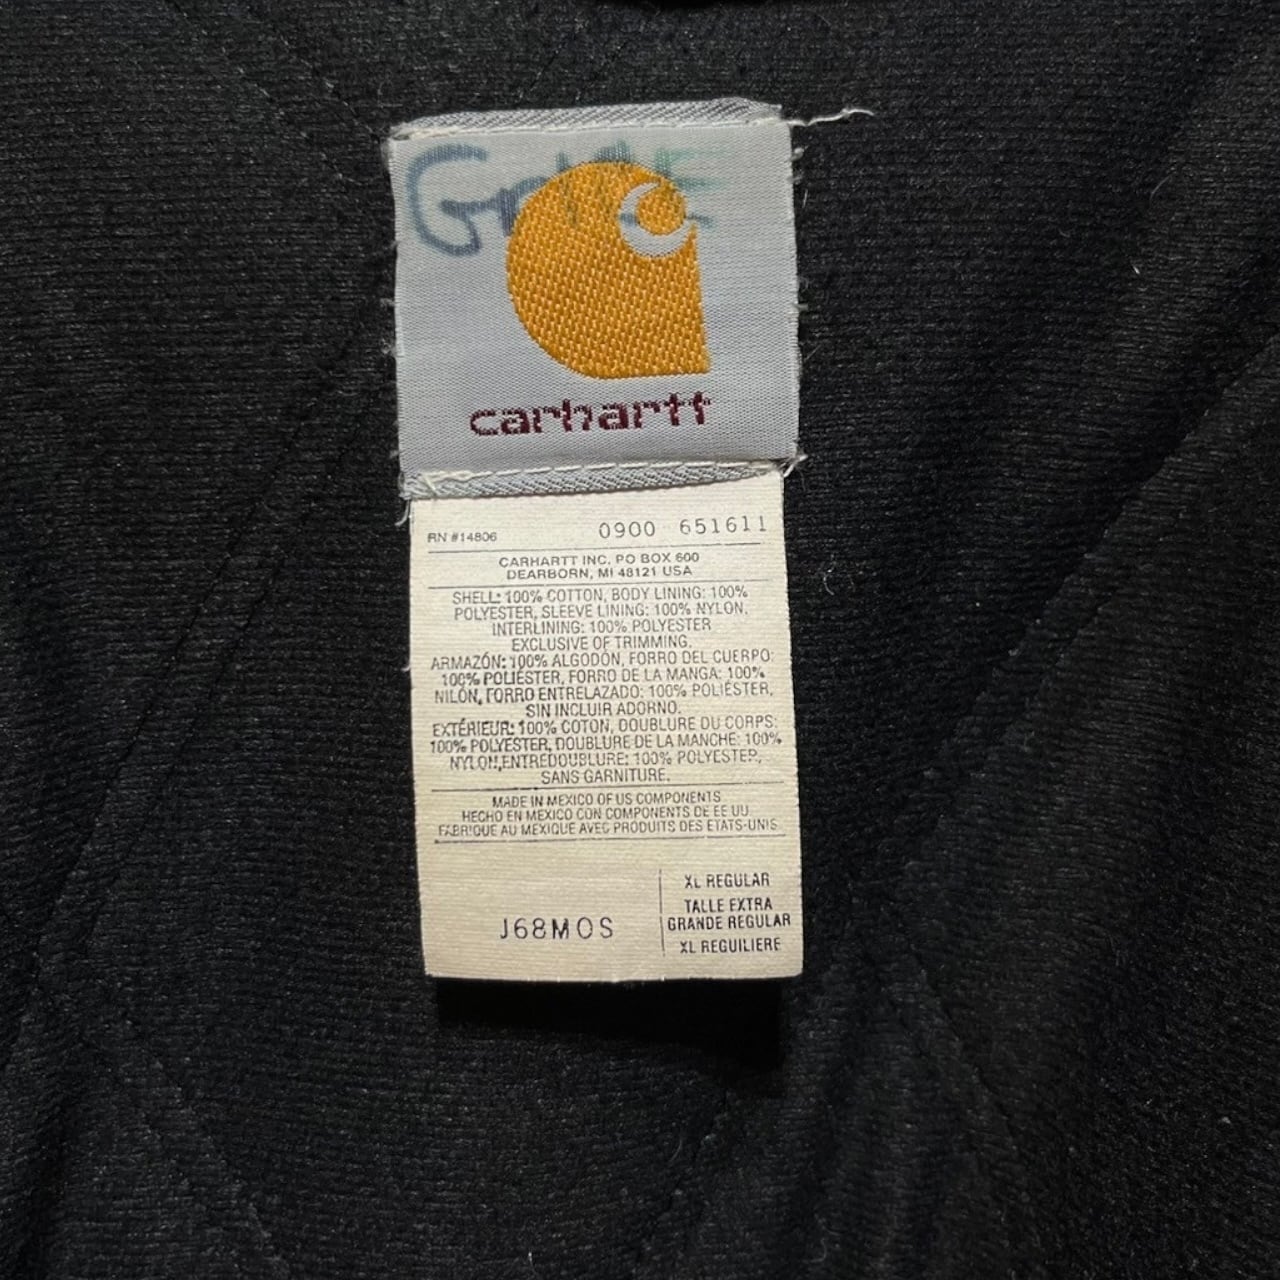 carhartt
RN #14806 0900 651611
CARHARTT INC. PO BOX 600
DEARBORN, MI 48121 USA
SHELL: 100% COTTON, BODY LINING: 100%
POLYESTER, SLEEVE LINING: 100% NYLON,
INTERLINING: 100% POLYESTER
EXCLUSIVE OF TRIMMING.
ARMAZÓN: 100% ALGODÓN, FORRO DEL CUERPO:
100% POLIÉSTER, FORRO DE LA MANGA: 100%
NILÓN, FORRO ENTRELAZADO: 100% POLIÉSTER,
SIN INCLUIR ADORNO.
EXTÉRIEUR: 100% COTON, DOUBLURE DU CORPS:
100% POLYESTER, DOUBLURE DE LA MANCHE: 100%
NYLON,ENTREDOUBLURE: 100% POLYESTER,
SANS GARNITURE.
MADE IN MEXICO OF US COMPONENTS
HECHO EN MEXICO CON COMPONENTS DE EE UU
FABRIQUE AU MEXIQUE AVEC PRODUITS DES ETATS-UNIS
J68MOS
XL REGULAR
TALLE EXTRA
GRANDE REGULAR
XL REGUILIERE